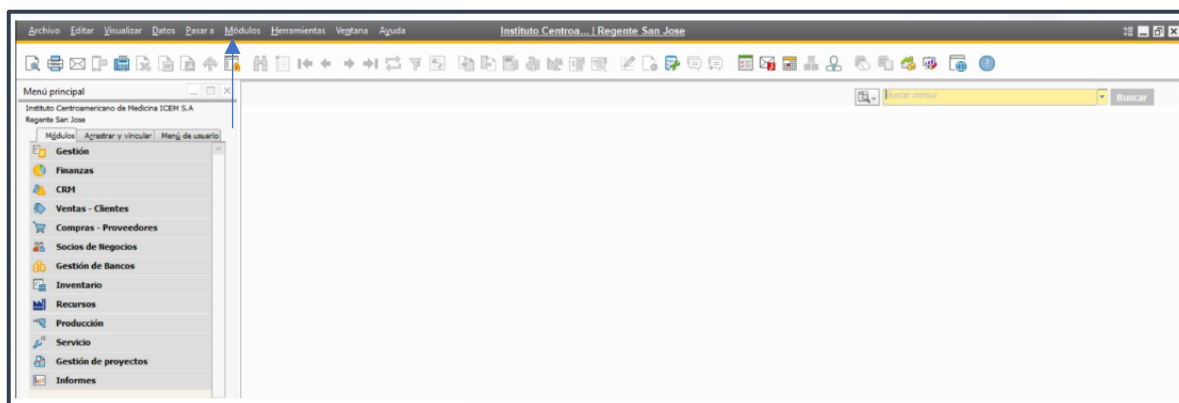 Archivo Editar Visualizar Datos Pasar a Módulos Herramientas Ventana Ayuda Instituto Centroa... | Regente San Jose
Menú principal
Instituto Centroamericano de Medicina ICEM S.A
Regente San Jose
Módulos Arrastrar y vincular Menú de usuario
Gestión
Finanzas
CRM
Ventas - Clientes
Compras - Proveedores
Socios de Negocios
Gestión de Bancos
Inventario
Recursos
Producción
Servicio
Gestión de proyectos
Informes
Buscar menús
Buscar